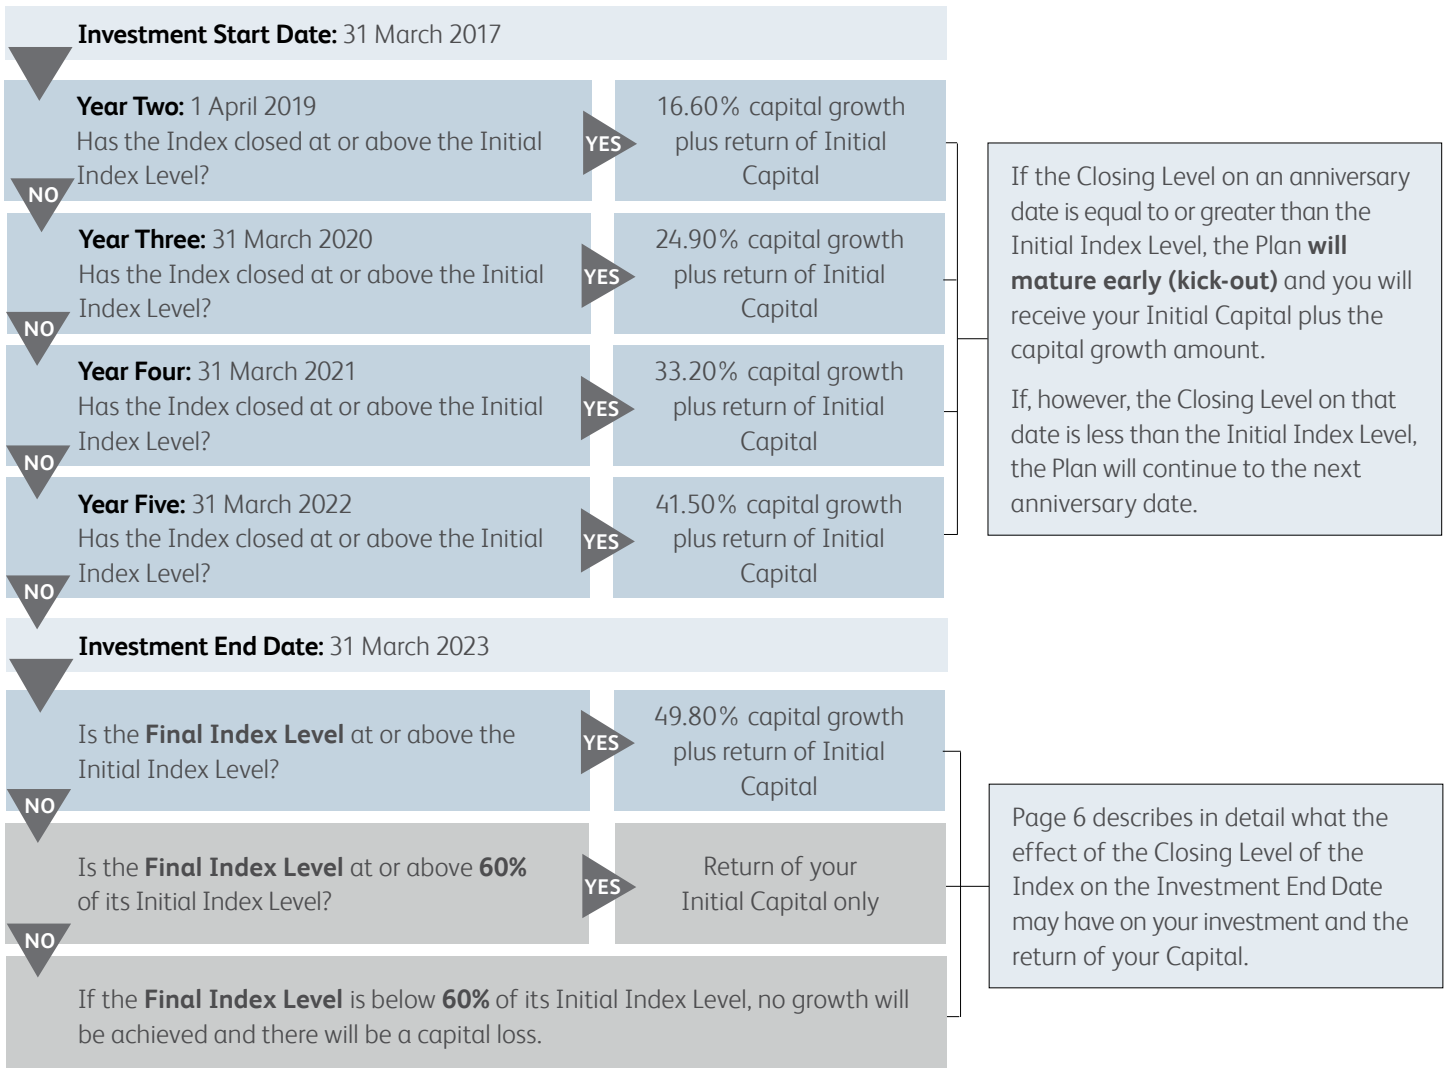 Investment Start Date: 31 March 2017
Year Two: 1 April 2019
Has the Index closed at or above the Initial
Index Level?
YES
16.60% capital growth
plus return of Initial
Capital
NO
Year Three: 31 March 2020
Has the Index closed at or above the Initial
Index Level?
YES
24.90% capital growth
plus return of Initial
Capital
NO
Year Four: 31 March 2021
Has the Index closed at or above the Initial
Index Level?
YES
33.20% capital growth
plus return of Initial
Capital
NO
Year Five: 31 March 2022
Has the Index closed at or above the Initial
Index Level?
YES
41.50% capital growth
plus return of Initial
Capital
NO
If the Closing Level on an anniversary
date is equal to or greater than the
Initial Index Level, the Plan will
mature early (kick-out) and you will
receive your Initial Capital plus the
capital growth amount.
If, however, the Closing Level on that
date is less than the Initial Index Level,
the Plan will continue to the next
anniversary date.
Investment End Date: 31 March 2023
Is the Final Index Level at or above the
Initial Index Level?
YES
49.80% capital growth
plus return of Initial
Capital
NO
Is the Final Index Level at or above 60%
of its Initial Index Level?
YES
Return of your
Initial Capital only
NO
If the Final Index Level is below 60% of its Initial Index Level, no growth will
be achieved and there will be a capital loss.
Page 6 describes in detail what the
effect of the Closing Level of the
Index on the Investment End Date
may have on your investment and the
return of your Capital.